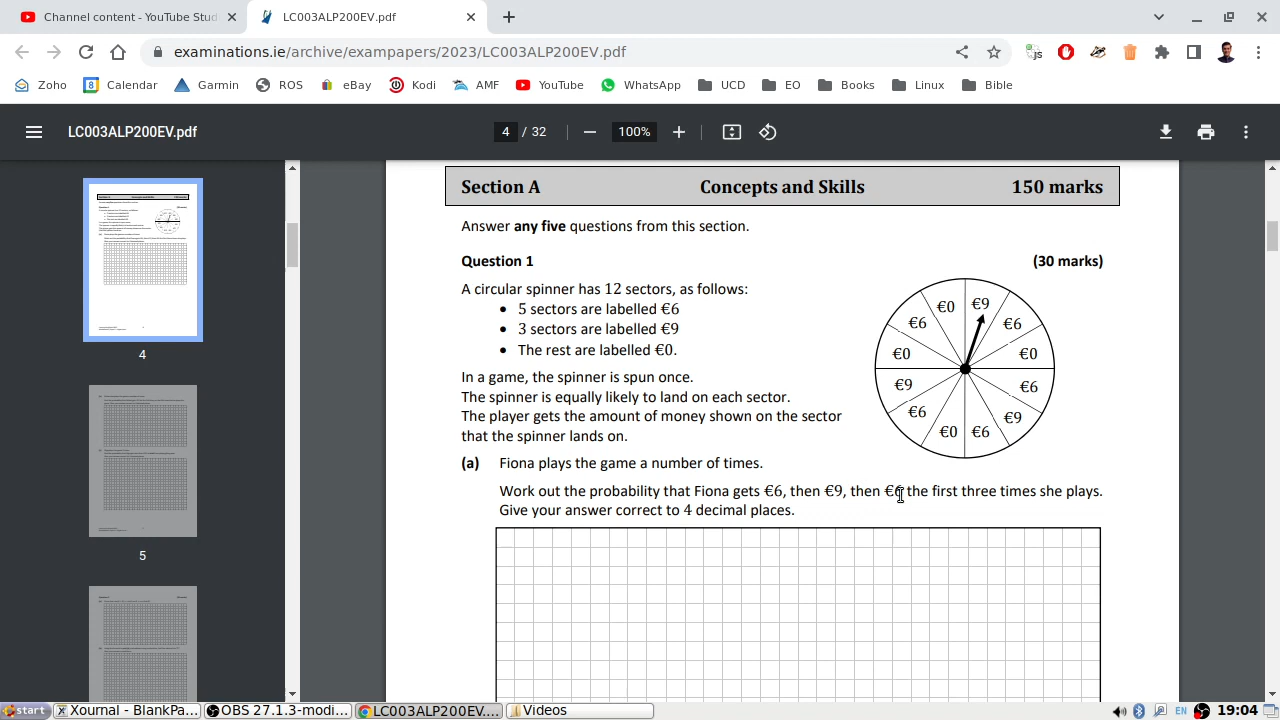 Content content - YouTube Stud
LC003ALP200EV.pdf
examinations.ie/archive/exampapers/2023/LC003ALP200EV.pdf
Zoho
8 Calendar
Garmin
ROS
eBay
Kodi
AMF
YouTube
WhatsApp
UCD
EO
Books
Linux
Bible
LC003ALP200EV.pdf
4 / 32
100%
4
5
Section A Concepts and Skills 150 marks
Answer any five questions from this section.
Question 1 (30 marks)
A circular spinner has 12 sectors, as follows:
• 5 sectors are labelled €6
• 3 sectors are labelled €9
• The rest are labelled €0.
In a game, the spinner is spun once.
The spinner is equally likely to land on each sector.
The player gets the amount of money shown on the sector
that the spinner lands on.
€0 €9
€6 €6
€0 €0
€9 €6
€6 €9
€0 €6
(a) Fiona plays the game a number of times.
Work out the probability that Fiona gets €6, then €9, then €6 the first three times she plays.
Give your answer correct to 4 decimal places.
start
Xournal - BlankPa...
OBS 27.1.3-modi...
LC003ALP200EV....
Videos
EN
19:04